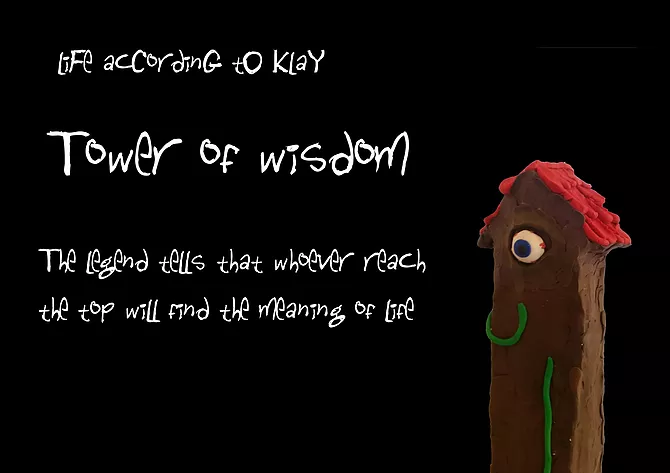 liFe acCordinG tO KLaY
Tower of wisdom
The legend tells that whoever reach
the top will find the meaning of life